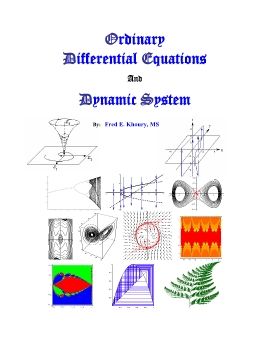 Ordinary
Differential Equations
And
Dynamic System
By: Fred E. Khoury, MS